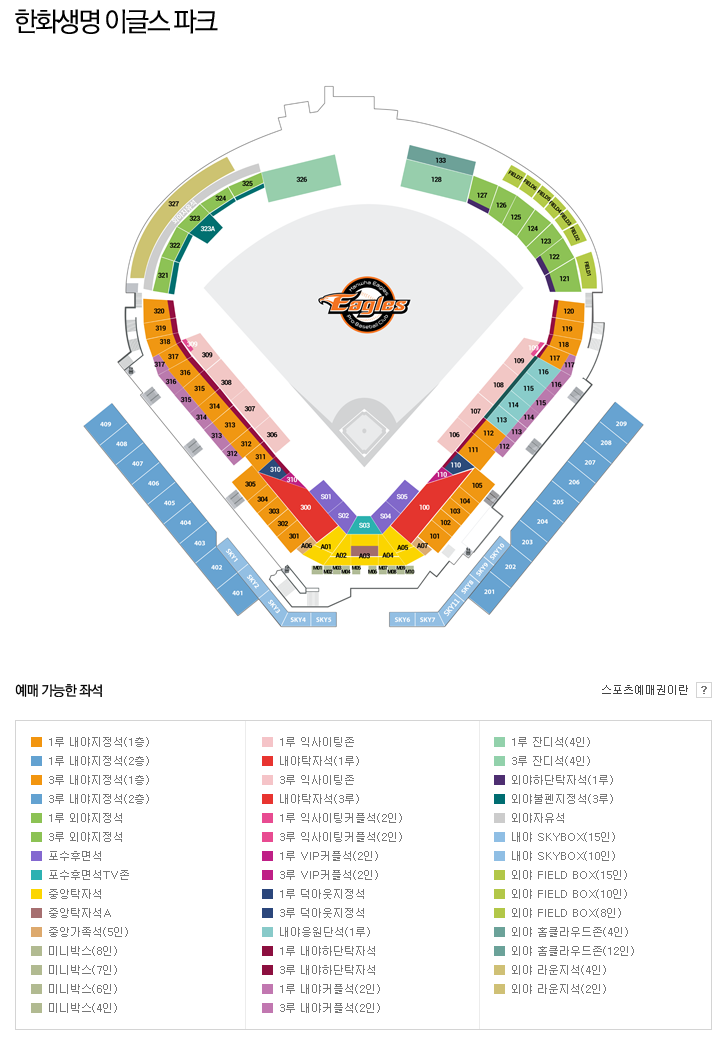 한화생명 이글스 파크
133
326
128
325
324
327
323
323A
322
321
127
126
125
124
123
122
121
FIELD7
FIELD6
FIELD5
FIELD4
FIELD3
FIELD2
FIELD1
Hanwha Eagles
Eagles
Pro Baseball Club
320
319
318
317
317
316
316
315
315
314
314
313
313
312
312
311
310
310
309
308
307
306
120
119
118
117
117
116
116
115
115
114
114
113
113
112
112
111
110
110
109
108
107
106
409
408
407
406
405
404
403
402
401
209
208
207
206
205
204
203
202
201
305
304
303
302
301
300
105
104
103
102
101
100
S01
S02
S03
S04
S05
A06
A01
A02
A03
A04
A05
A07
M01
M02
M03
M04
M05
M06
M07
M08
M09
M10
SKY1
SKY2
SKY3
SKY4
SKY5
SKY6
SKY7
SKY11
SKY8
SKY9
SKY10
예매 가능한 좌석
스포츠예매권이란 ?
1루 내야지정석(1층)
1루 내야지정석(2층)
3루 내야지정석(1층)
3루 내야지정석(2층)
1루 외야지정석
3루 외야지정석
포수후면석
포수후면석TV존
중앙탁자석
중앙탁자석A
중앙가족석(5인)
미니박스(8인)
미니박스(7인)
미니박스(6인)
미니박스(4인)
1루 익사이팅존
내야탁자석(1루)
3루 익사이팅존
내야탁자석(3루)
1루 익사이팅커플석(2인)
3루 익사이팅커플석(2인)
1루 VIP커플석(2인)
3루 VIP커플석(2인)
1루 덕아웃지정석
3루 덕아웃지정석
내야응원단석(1루)
1루 내야하단탁자석
3루 내야하단탁자석
1루 내야커플석(2인)
3루 내야커플석(2인)
1루 잔디석(4인)
3루 잔디석(4인)
외야하단탁자석(1루)
외야불펜지정석(3루)
외야자유석
내야 SKYBOX(15인)
내야 SKYBOX(10인)
외야 FIELD BOX(15인)
외야 FIELD BOX(10인)
외야 FIELD BOX(8인)
외야 홈클라우드존(4인)
외야 홈클라우드존(12인)
외야 라운지석(4인)
외야 라운지석(2인)